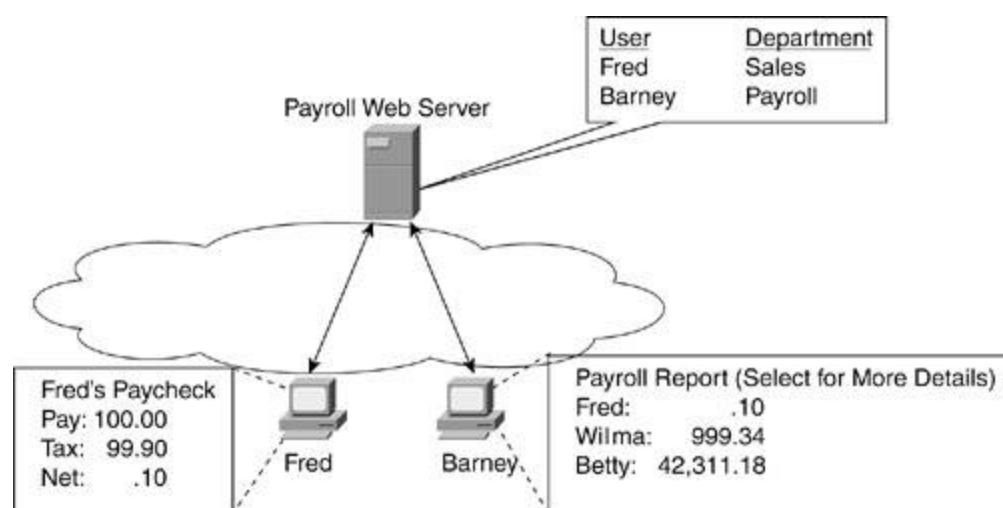 User Department
Fred Sales
Barney Payroll
Payroll Web Server
Fred's Paycheck
Pay: 100.00
Tax: 99.90
Net: .10
Fred
Barney
Payroll Report (Select for More Details)
Fred: .10
Wilma: 999.34
Betty: 42,311.18